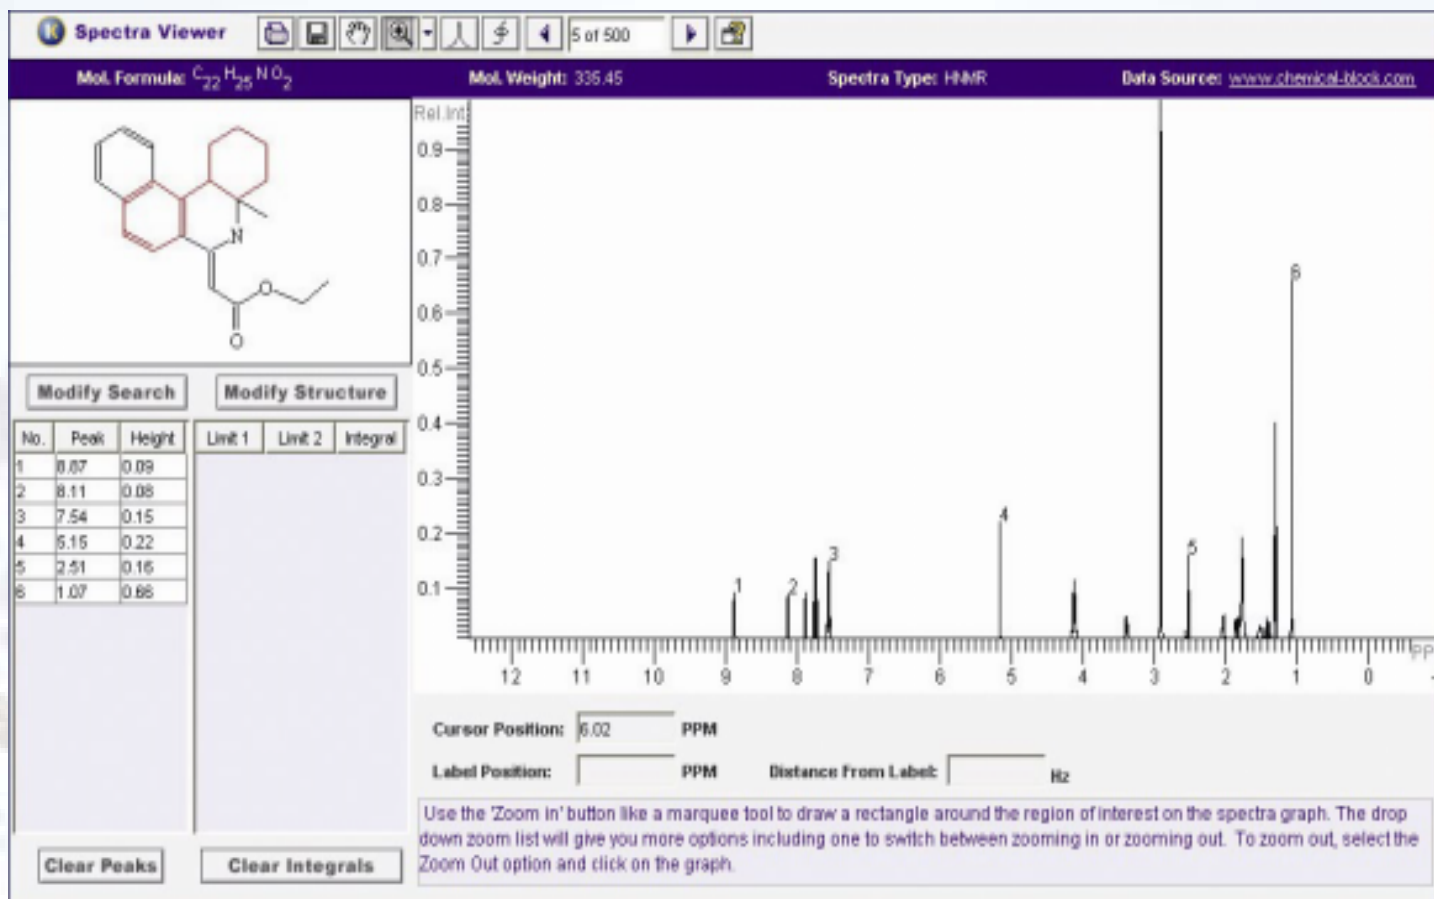 Spectra Viewer 5 of 500
Mol. Formula: C22H25NO2 Mol. Weight: 335.45 Spectra Type: HNMR Data Source: www.chemical-block.com
Rel.Int
0.9
0.8
0.7
0.6
0.5
0.4
0.3
0.2
0.1
N
O
O
6
4
3
5
1
2
12 11 10 9 8 7 6 5 4 3 2 1 0
PP
Modify Search Modify Structure
No. Peak Height Limit 1 Limit 2 Integral
1 8.87 0.09
2 8.11 0.08
3 7.54 0.15
4 5.15 0.22
5 2.51 0.16
6 1.07 0.66
Cursor Position: 6.02 PPM
Label Position: PPM Distance From Label: Hz
Use the 'Zoom in' button like a marquee tool to draw a rectangle around the region of interest on the spectra graph. The drop
down zoom list will give you more options including one to switch between zooming in or zooming out. To zoom out, select the
Zoom Out option and click on the graph.
Clear Peaks Clear Integrals